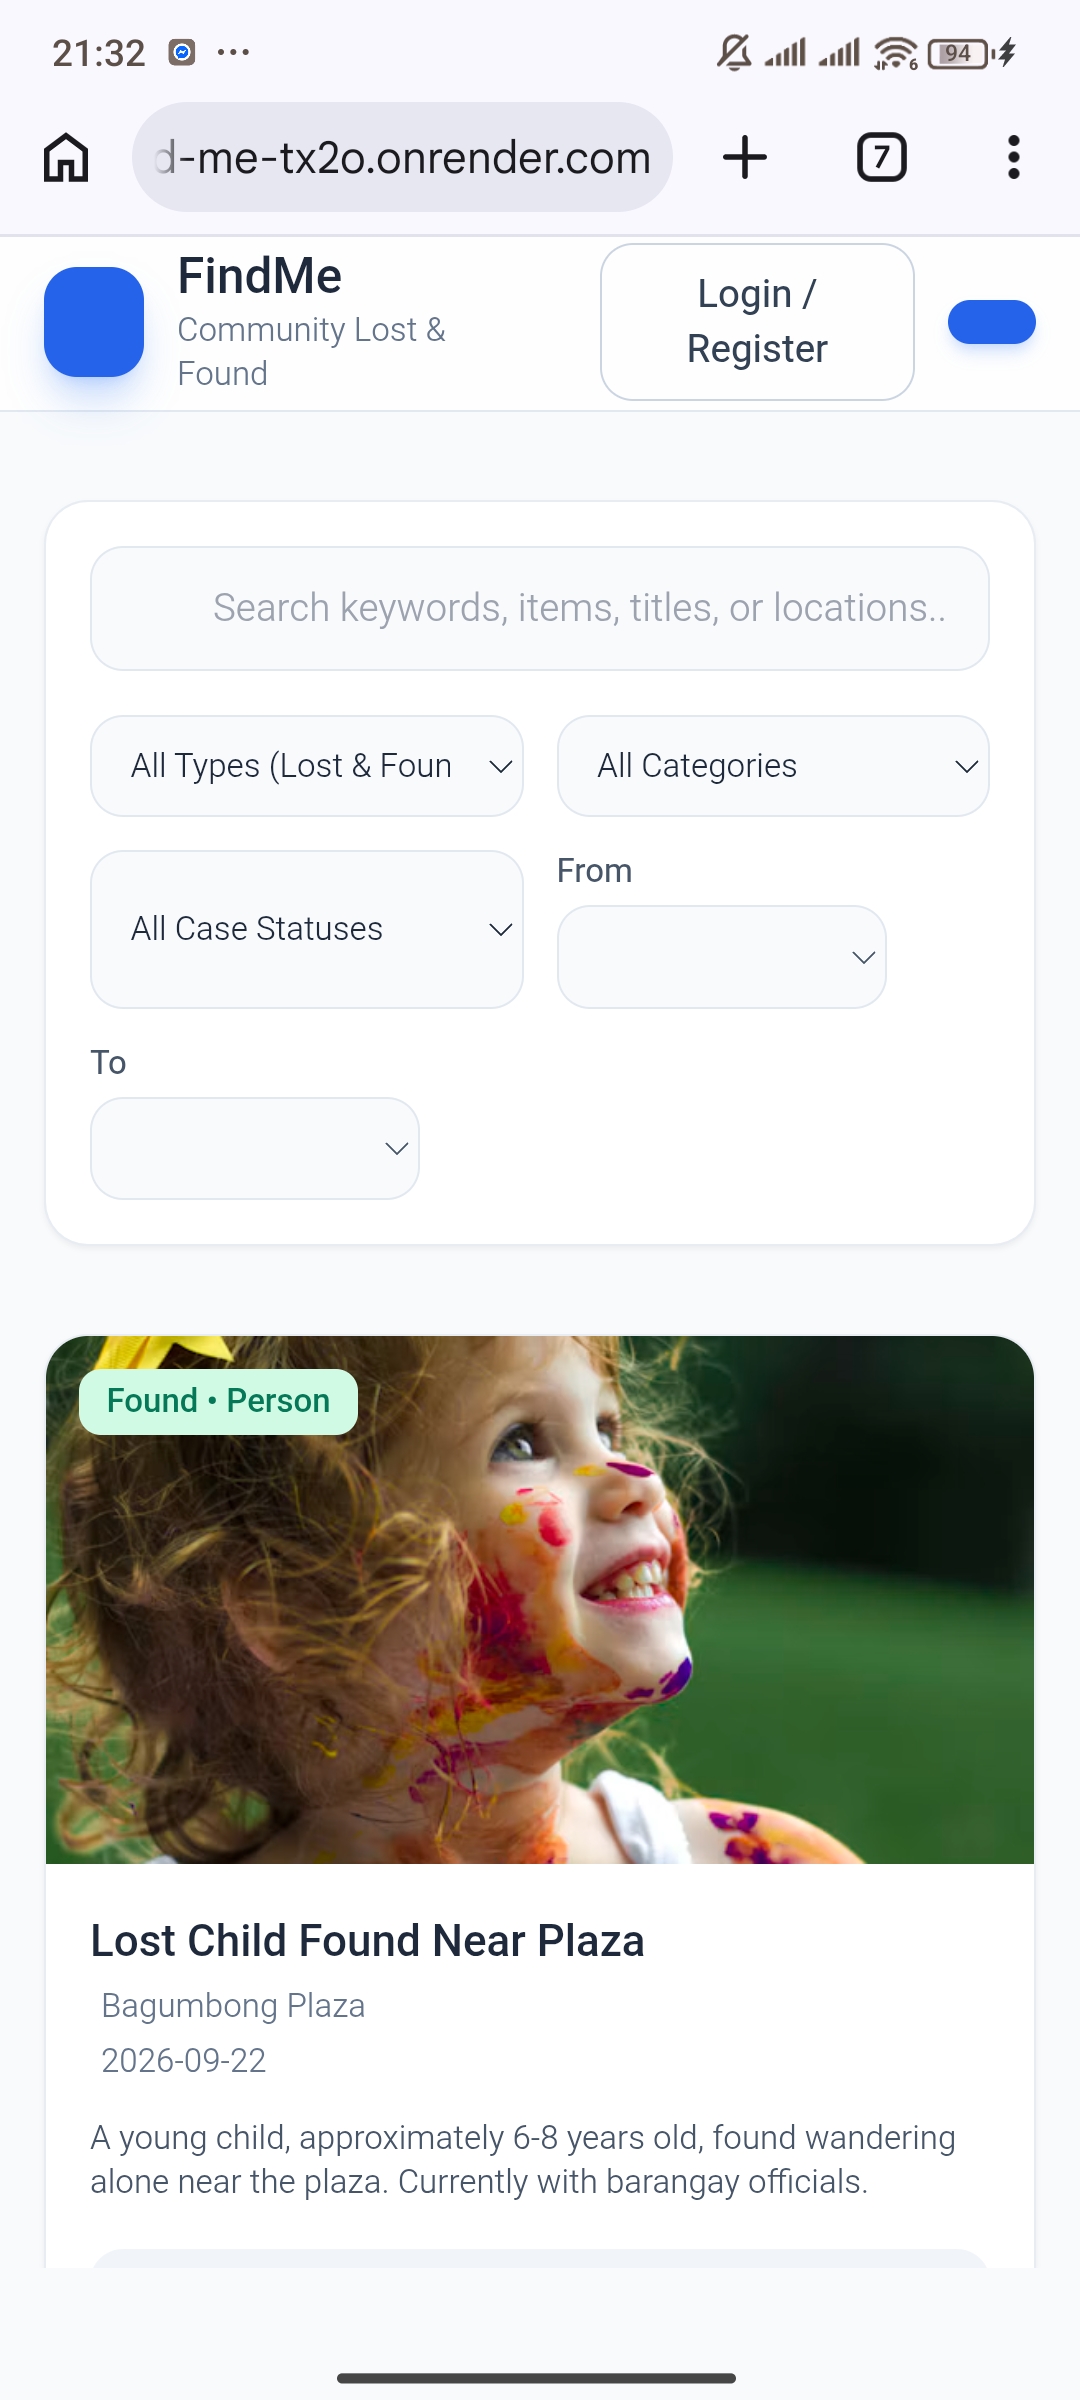 21:32
94
6
d-me-tx2o.onrender.com
7
FindMe
Community Lost &
Found
Login /
Register
Search keywords, items, titles, or locations..
All Types (Lost & Foun
All Categories
All Case Statuses
From
To
Found • Person
Lost Child Found Near Plaza
Bagumbong Plaza
2026-09-22
A young child, approximately 6-8 years old, found wandering
alone near the plaza. Currently with barangay officials.